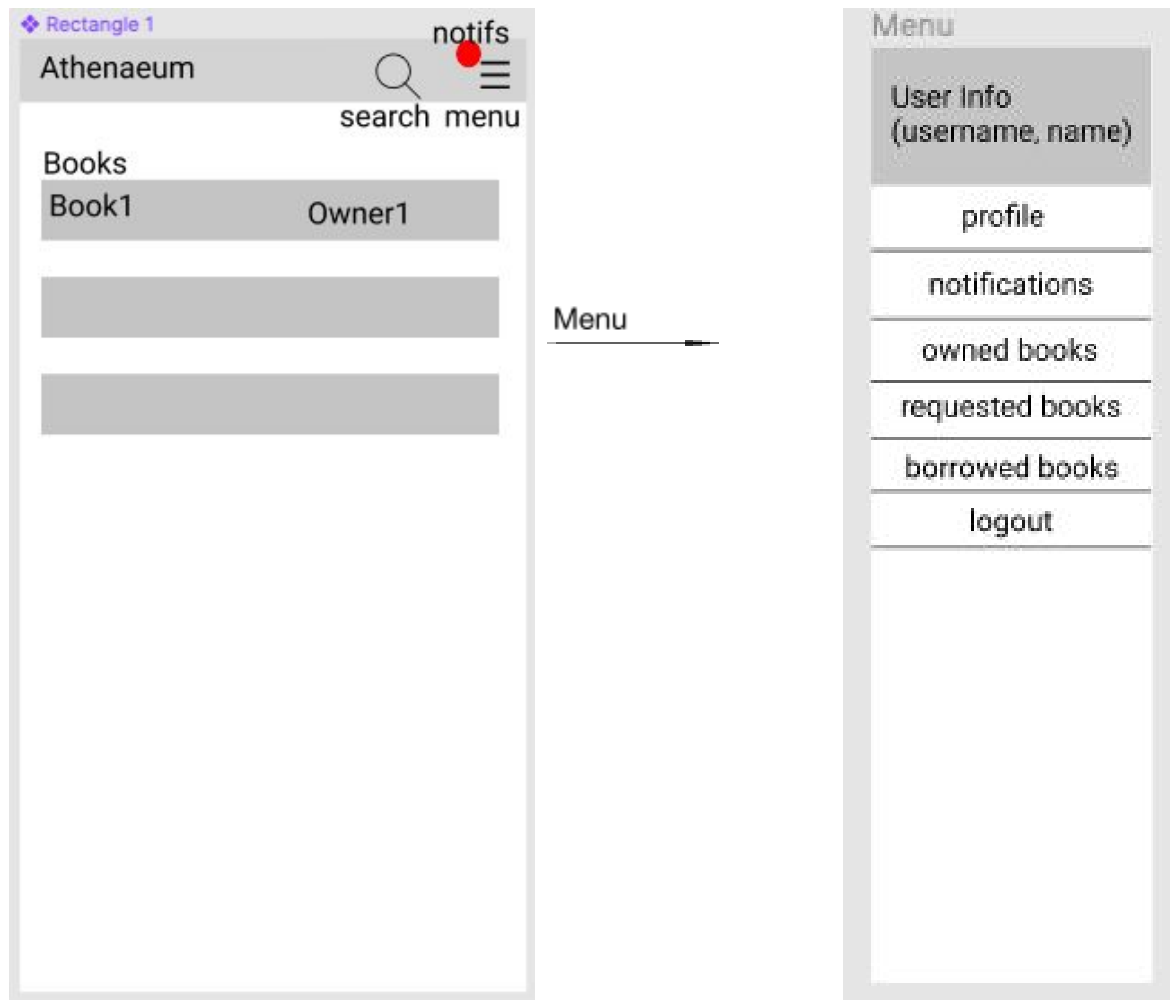 Rectangle 1
notifs
Athenaeum
search menu
Books
Book1 Owner1
Menu
Menu
User Info
(username, name)
profile
notifications
owned books
requested books
borrowed books
logout